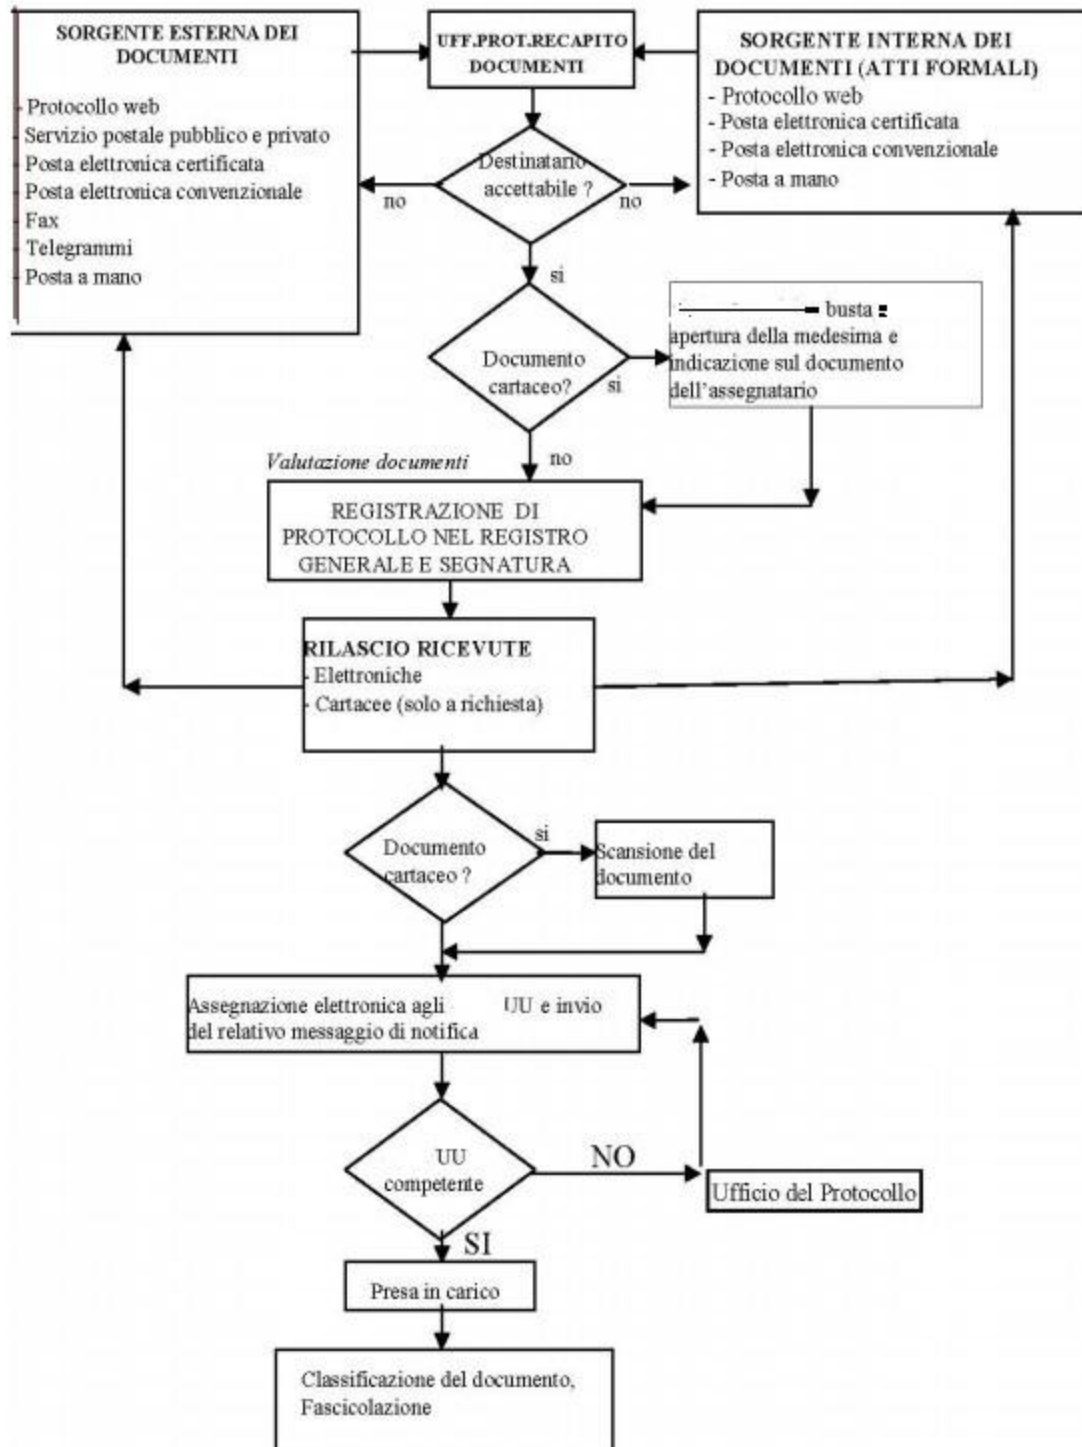 SORGENTE ESTERNA DEI
DOCUMENTI
- Protocollo web
- Servizio postale pubblico e privato
- Posta elettronica certificata
- Posta elettronica convenzionale
- Fax
- Telegrammi
- Posta a mano
UFF.PROT.RECAPITO
DOCUMENTI
SORGENTE INTERNA DEI
DOCUMENTI (ATTI FORMALI)
- Protocollo web
- Posta elettronica certificata
- Posta elettronica convenzionale
- Posta a mano
Destinatario
accettabile ?
no
no
si
Documento
cartaceo?
si
busta
apertura della medesima e
indicazione sul documento
dell'assegnatario
no
Valutazione documenti
REGISTRAZIONE DI
PROTOCOLLO NEL REGISTRO
GENERALE E SEGNATURA
RILASCIO RICEVUTE
- Elettroniche
- Cartacee (solo a richiesta)
Documento
cartaceo ?
si
Scansione del
documento
Assegnazione elettronica agli UU e invio
del relativo messaggio di notifica
UU
competente
NO
Ufficio del Protocollo
SI
Presa in carico
Classificazione del documento,
Fascicolazione